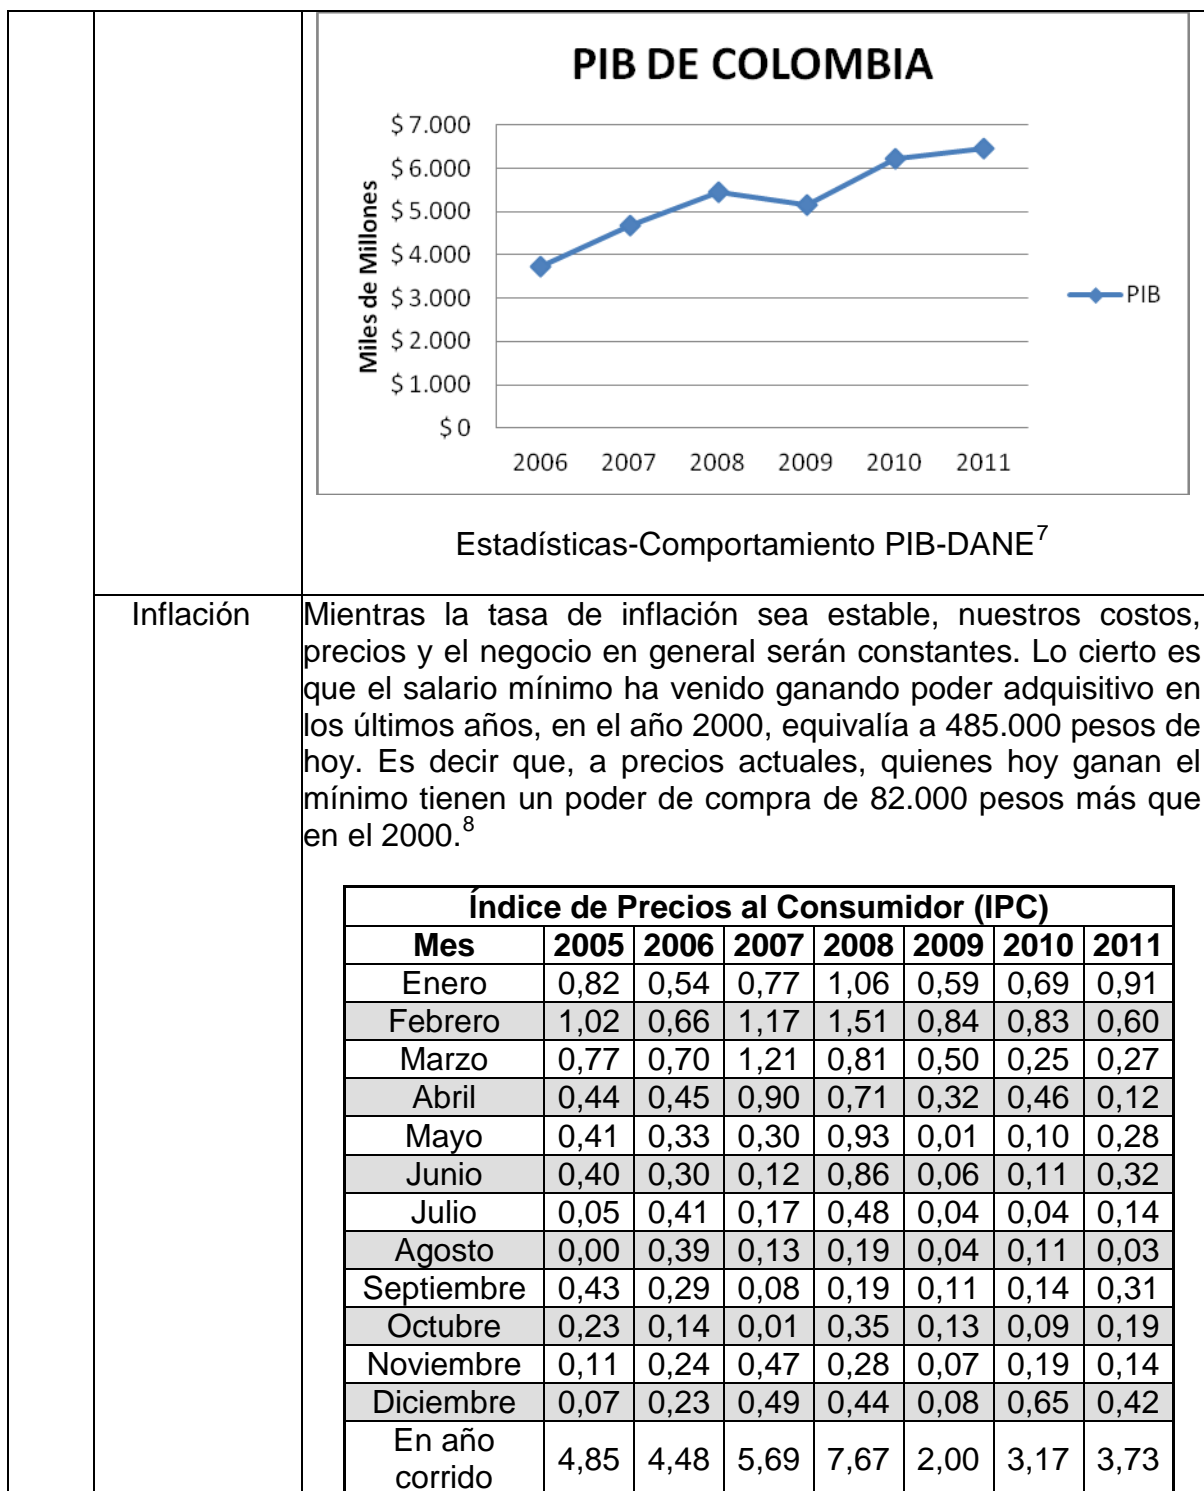 PIB DE COLOMBIA
Miles de Millones
$ 7.000
$ 6.000
$ 5.000
$ 4.000
$ 3.000
$ 2.000
$ 1.000
$ 0
2006 2007 2008 2009 2010 2011
PIB
Estadísticas-Comportamiento PIB-DANE7
Inflación
Mientras la tasa de inflación sea estable, nuestros costos,
precios y el negocio en general serán constantes. Lo cierto es
que el salario mínimo ha venido ganando poder adquisitivo en
los últimos años, en el año 2000, equivalía a 485.000 pesos de
hoy. Es decir que, a precios actuales, quienes hoy ganan el
mínimo tienen un poder de compra de 82.000 pesos más que
en el 2000.8
Índice de Precios al Consumidor (IPC)
Mes 2005 2006 2007 2008 2009 2010 2011
Enero 0,82 0,54 0,77 1,06 0,59 0,69 0,91
Febrero 1,02 0,66 1,17 1,51 0,84 0,83 0,60
Marzo 0,77 0,70 1,21 0,81 0,50 0,25 0,27
Abril 0,44 0,45 0,90 0,71 0,32 0,46 0,12
Mayo 0,41 0,33 0,30 0,93 0,01 0,10 0,28
Junio 0,40 0,30 0,12 0,86 0,06 0,11 0,32
Julio 0,05 0,41 0,17 0,48 0,04 0,04 0,14
Agosto 0,00 0,39 0,13 0,19 0,04 0,11 0,03
Septiembre 0,43 0,29 0,08 0,19 0,11 0,14 0,31
Octubre 0,23 0,14 0,01 0,35 0,13 0,09 0,19
Noviembre 0,11 0,24 0,47 0,28 0,07 0,19 0,14
Diciembre 0,07 0,23 0,49 0,44 0,08 0,65 0,42
En año
corrido 4,85 4,48 5,69 7,67 2,00 3,17 3,73